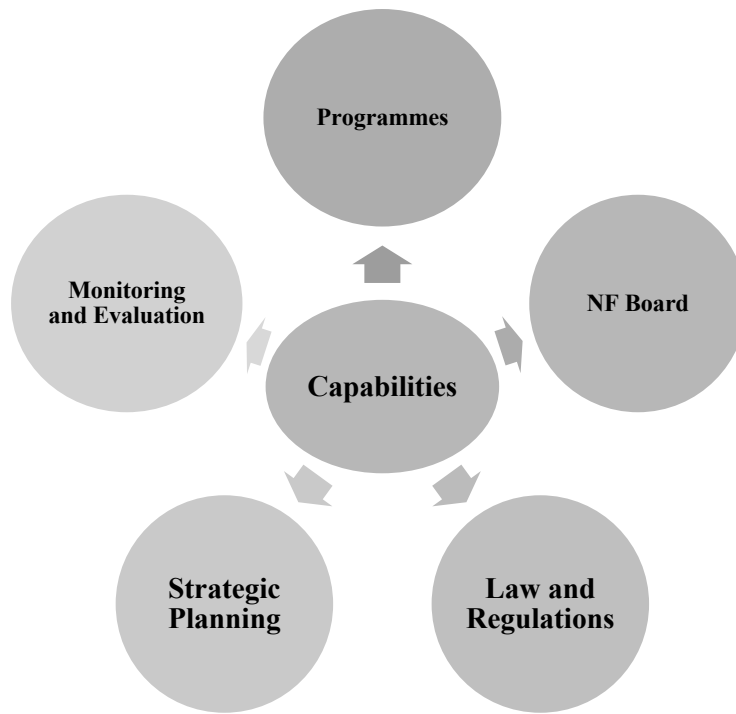 Programmes
Monitoring
and Evaluation
NF Board
Capabilities
Strategic
Planning
Law and
Regulations